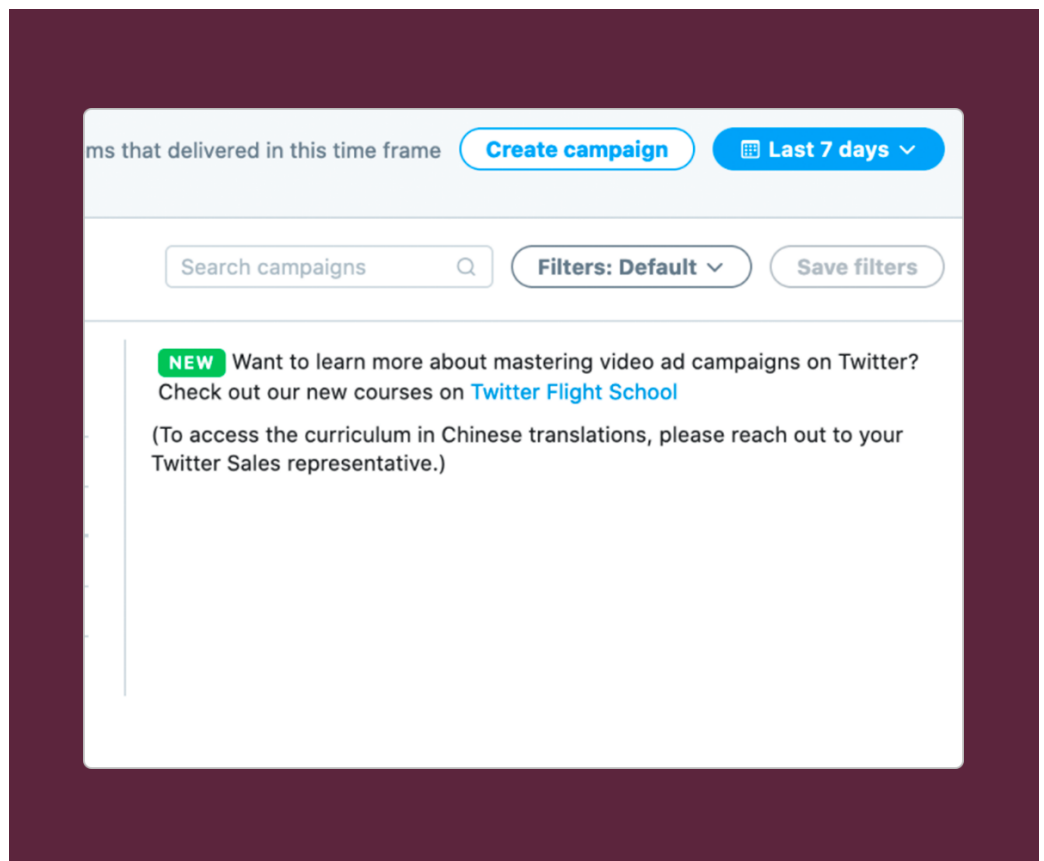 ms that delivered in this time frame
Create campaign
Last 7 days
Search campaigns
Filters: Default
Save filters
NEW Want to learn more about mastering video ad campaigns on Twitter?
Check out our new courses on Twitter Flight School
(To access the curriculum in Chinese translations, please reach out to your
Twitter Sales representative.)